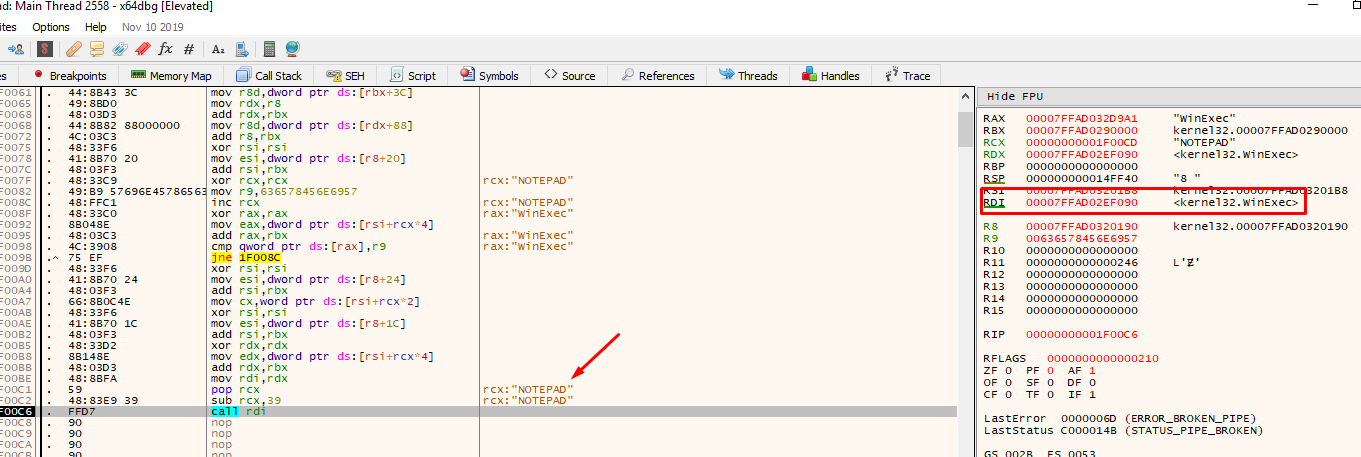 nd: Main Thread 2558 - x64dbg [Elevated]
ites Options Help Nov 10 2019
fx # Az
es Breakpoints Memory Map Call Stack SEH Script Symbols Source References Threads Handles Trace
F0061 . 44:8B43 3C mov r8d,dword ptr ds:[rbx+3C]
F0065 . 49:8BD0 mov rdx,r8
F0068 . 48:03D3 add rdx,rbx
F006B . 44:8B82 88000000 mov r8d,dword ptr ds:[rdx+88]
F0072 . 4C:03C3 add r8,rbx
F0075 . 48:33F6 xor rsi,rsi
F0078 . 41:8B70 20 mov esi,dword ptr ds:[r8+20]
F007C . 48:03F3 add rsi,rbx
F007F . 48:33C9 xor rcx,rcx rcx:"NOTEPAD"
F0082 . 49:B9 57696E45786563 mov r9,636578456E6957
F008C . 48:FFC1 inc rcx rcx:"NOTEPAD"
F008F . 48:33C0 xor rax,rax rax:"WinExec"
F0092 . 8B048E mov eax,dword ptr ds:[rsi+rcx*4]
F0095 . 48:03C3 add rax,rbx rax:"WinExec"
F0098 . 4C:3908 cmp qword ptr ds:[rax],r9 rax:"WinExec"
F009B .^ 75 EF jne 1F008C
F009D . 48:33F6 xor rsi,rsi
F00A0 . 41:8B70 24 mov esi,dword ptr ds:[r8+24]
F00A4 . 48:03F3 add rsi,rbx
F00A7 . 66:8B0C4E mov cx,word ptr ds:[rsi+rcx*2]
F00AB . 48:33F6 xor rsi,rsi
F00AE . 41:8B70 1C mov esi,dword ptr ds:[r8+1C]
F00B2 . 48:03F3 add rsi,rbx
F00B5 . 48:33D2 xor rdx,rdx
F00B8 . 8B148E mov edx,dword ptr ds:[rsi+rcx*4]
F00BB . 48:03D3 add rdx,rbx
F00BE . 48:8BFA mov rdi,rdx
F00C1 . 59 pop rcx rcx:"NOTEPAD"
F00C2 . 48:83E9 39 sub rcx,39 rcx:"NOTEPAD"
F00C6 . FFD7 call rdi
F00C8 . 90 nop
F00C9 . 90 nop
F00CA . 90 nop
90 nop
Hide FPU
RAX 00007FFAD032D9A1 "WinExec"
RBX 00007FFAD0290000 kernel32.00007FFAD0290000
RCX 00000000001F00CD "NOTEPAD"
RDX 00007FFAD02EF090 <kernel32.WinExec>
RBP 0000000000000000
RSP 000000000014FF40 "8 "
RSI 00007FFAD03201B8 kernel32.00007FFAD03201B8
RDI 00007FFAD02EF090 <kernel32.WinExec>
R8 00007FFAD0320190 kernel32.00007FFAD0320190
R9 00636578456E6957
R10 0000000000000000
R11 0000000000000246 L'Ɇ'
R12 0000000000000000
R13 0000000000000000
R14 0000000000000000
R15 0000000000000000
RIP 00000000001F00C6
RFLAGS 0000000000000210
ZF 0 PF 0 AF 1
OF 0 SF 0 DF 0
CF 0 TF 0 IF 1
LastError 0000006D (ERROR_BROKEN_PIPE)
LastStatus C000014B (STATUS_PIPE_BROKEN)
GS 002B ES 0053